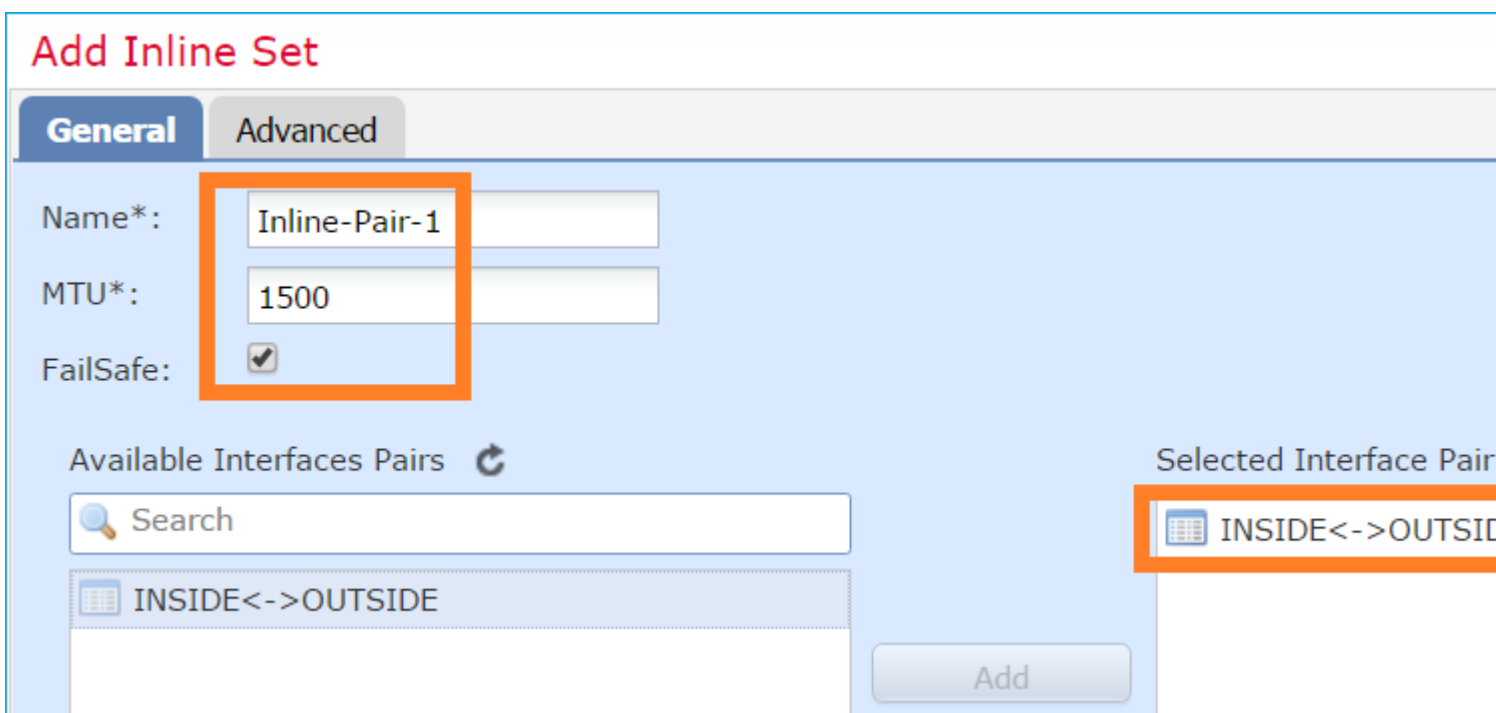 Add Inline Set
General Advanced
Name*: Inline-Pair-1
MTU*: 1500
FailSafe:
Available Interfaces Pairs Selected Interface Pair
Search
INSIDE<->OUTSID
INSIDE<->OUTSIDE
Add